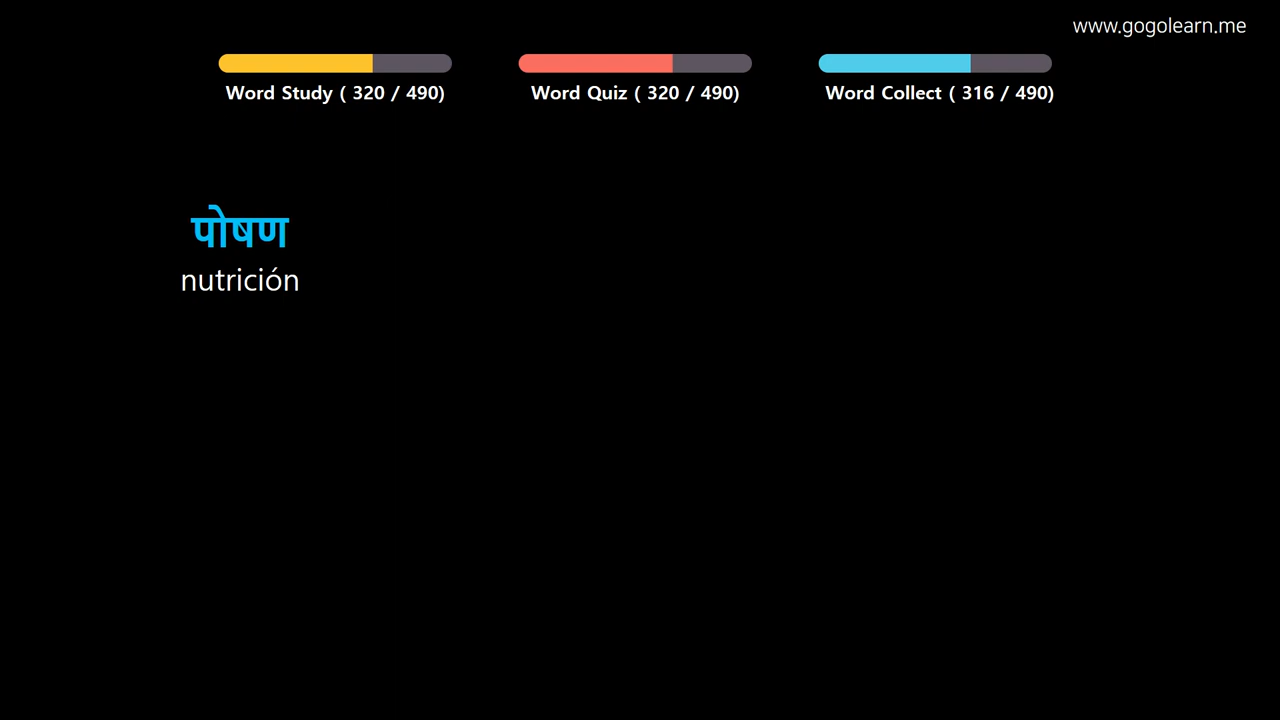 www.gogolearn.me
Word Study ( 320 / 490)
Word Quiz ( 320 / 490)
Word Collect ( 316 / 490)
पोषण
nutrición